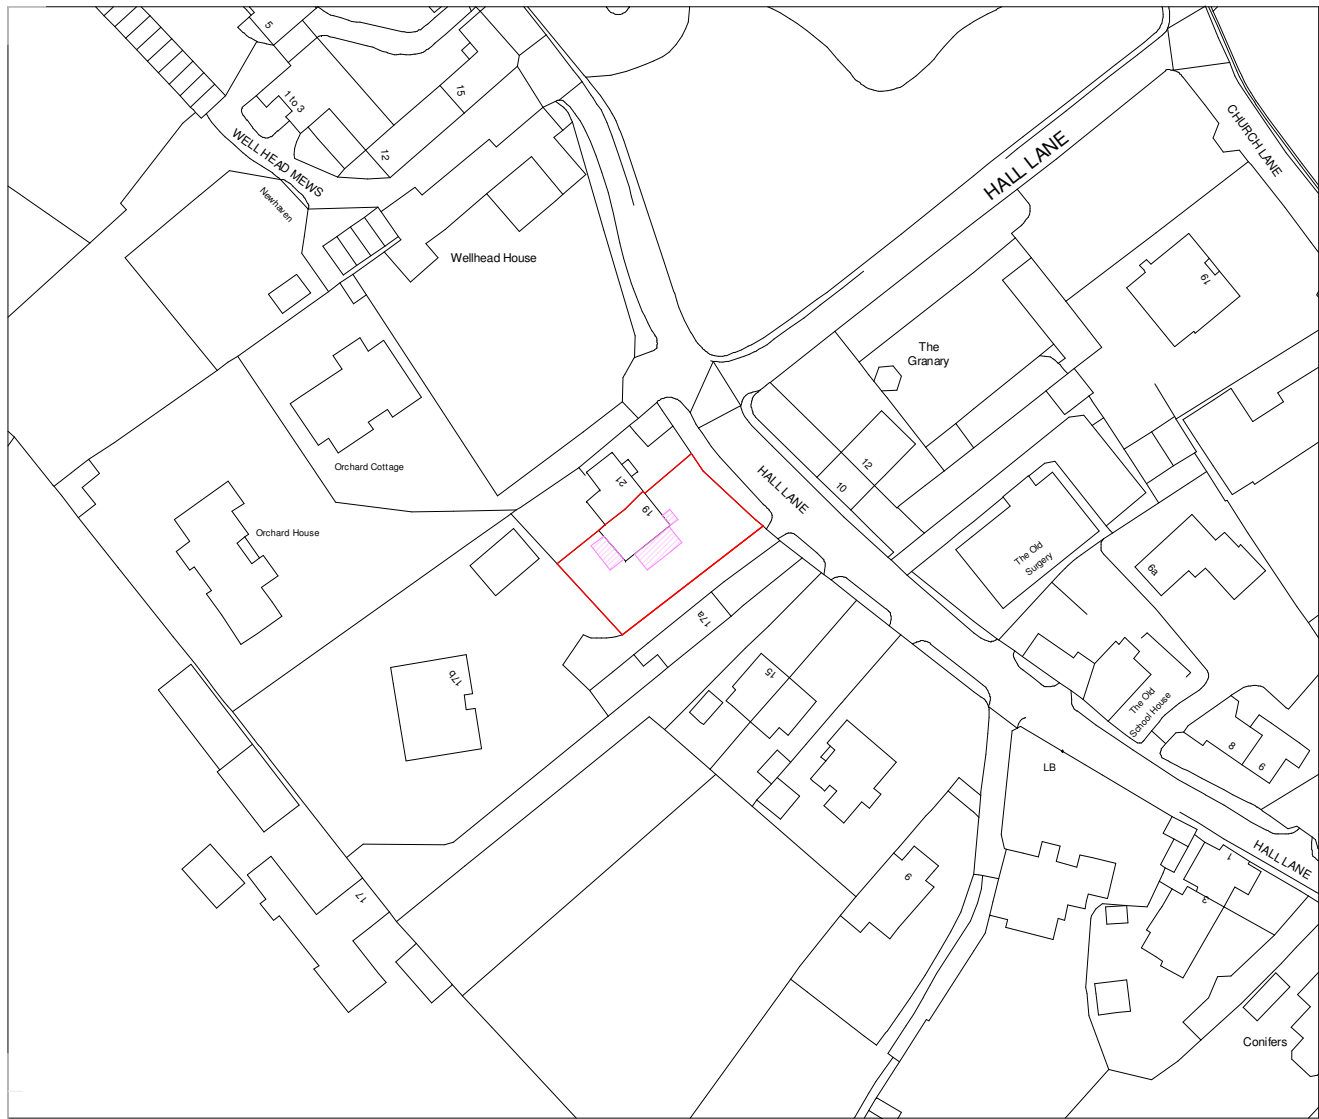 5
1 to 3
15
12
WELLHEAD MEWS
Newhaven
Wellhead House
HALL LANE
CHURCH LANE
19
The
Granary
Orchard Cottage
Orchard House
21
19
HALL LANE
12
10
The Old
Surgery
6a
17a
17b
15
The Old
School House
8
6
LB
9
17
HALL LANE
1
3
Conifers